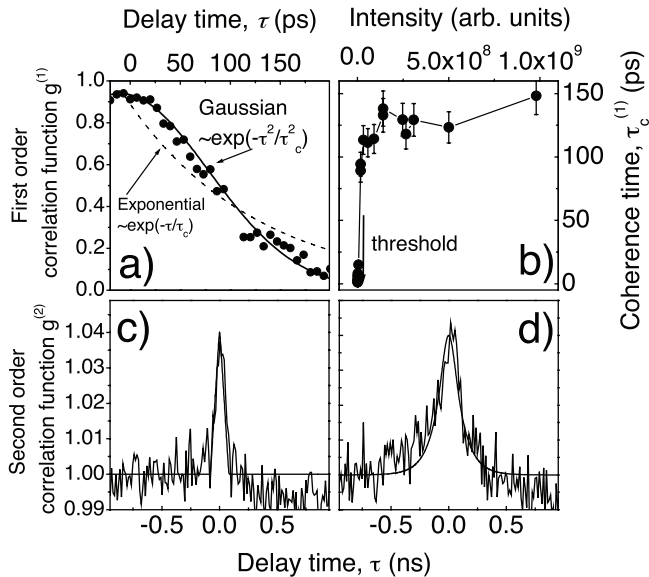 Delay time, τ (ps)
Intensity (arb. units)
0 50 100 150
0.0 5.0x10⁸ 1.0x10⁹
First order
correlation function g⁽¹⁾
1.0
0.8
0.6
0.4
0.2
0.0
Gaussian
~exp(-τ²/τ²c)
Exponential
~exp(-τ/τc)
a)
threshold
b)
150
100
50
0
Coherence time, τc⁽¹⁾ (ps)
Second order
correlation function g⁽²⁾
1.04
1.03
1.02
1.01
1.00
0.99
c)
d)
-0.5 0.0 0.5
-0.5 0.0 0.5
Delay time, τ (ns)